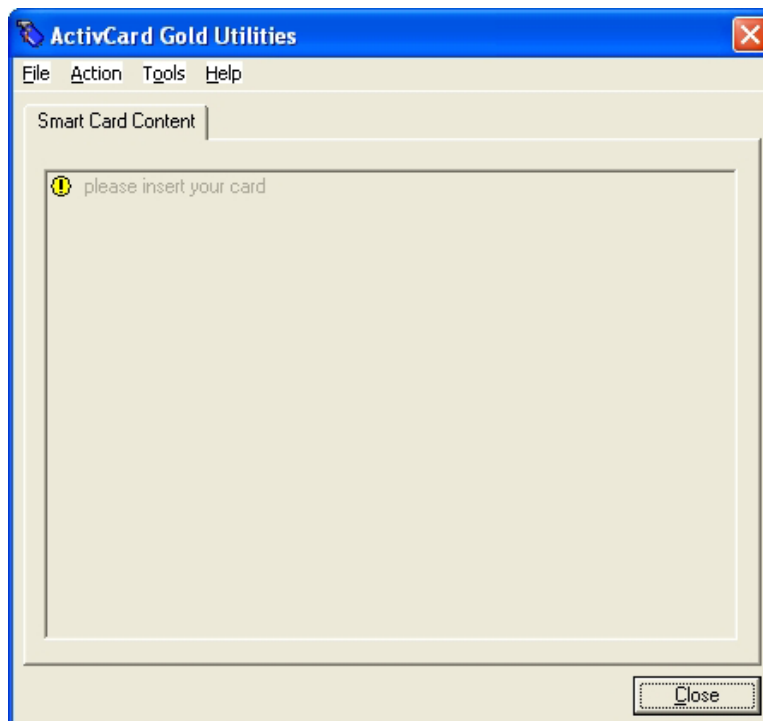 ActivCard Gold Utilities
File Action Tools Help
Smart Card Content
please insert your card
Close